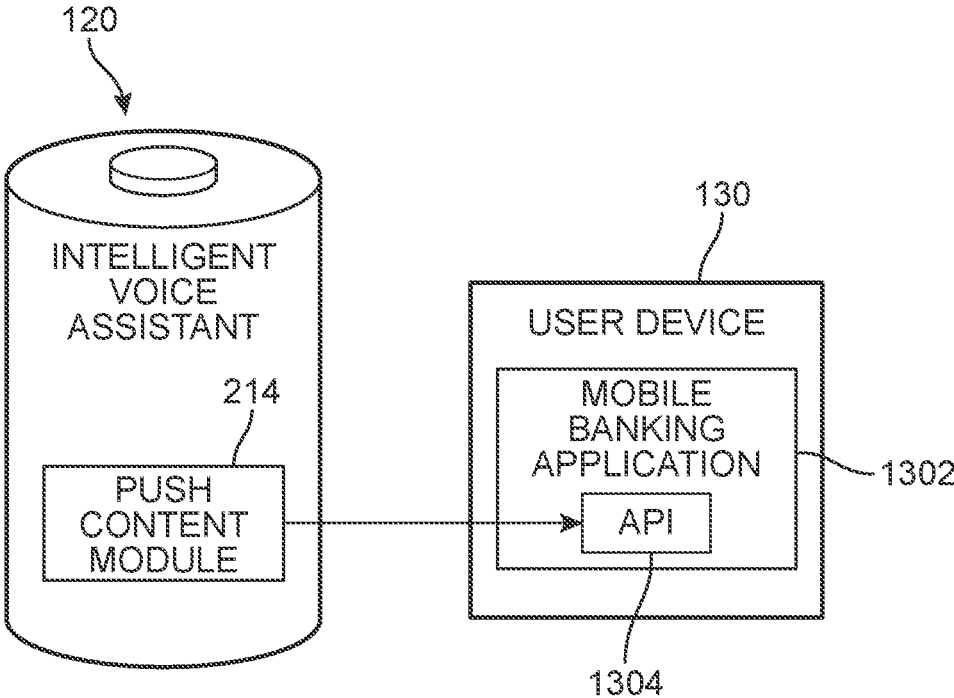 120
INTELLIGENT
VOICE
ASSISTANT
214
PUSH
CONTENT
MODULE
130
USER DEVICE
MOBILE
BANKING
APPLICATION
1302
API
1304